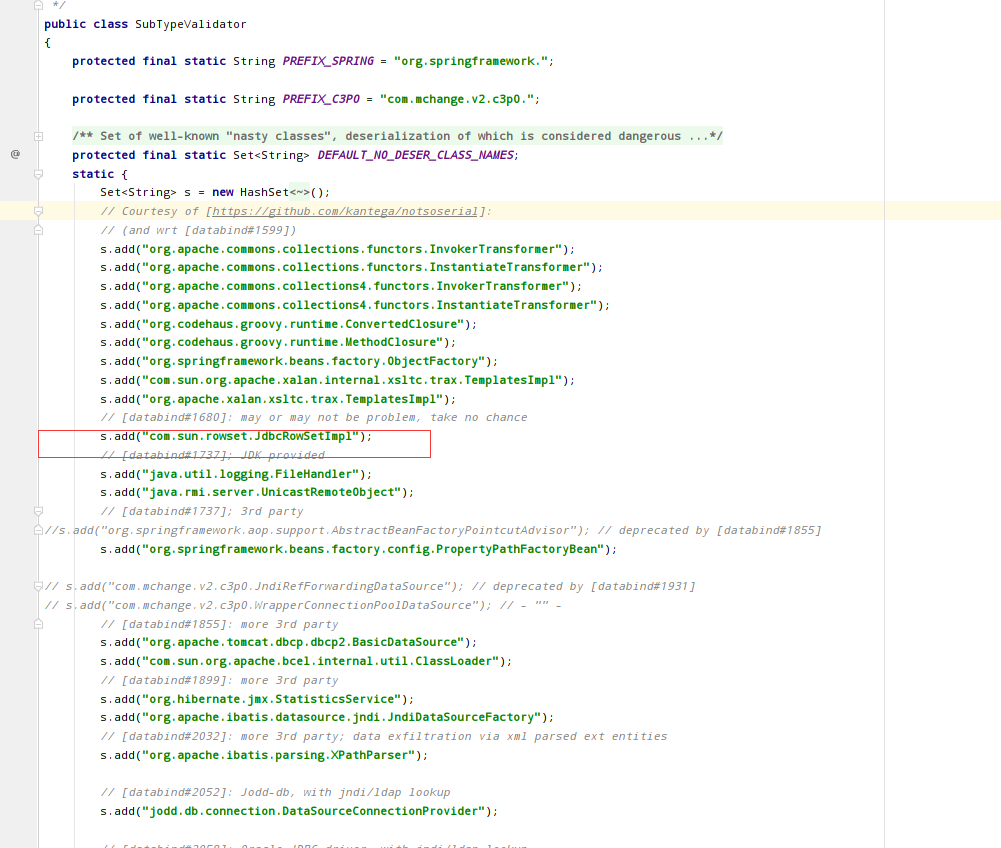 */
public class SubTypeValidator
{
protected final static String PREFIX_SPRING = "org.springframework.";
protected final static String PREFIX_C3P0 = "com.mchange.v2.c3p0.";
/** Set of well-known "nasty classes", deserialization of which is considered dangerous ...*/
@ protected final static Set<String> DEFAULT_NO_DESER_CLASS_NAMES;
static {
Set<String> s = new HashSet<~>();
// Courtesy of [https://github.com/kantega/notsoserial]:
// (and wrt [databind#1599])
s.add("org.apache.commons.collections.functors.InvokerTransformer");
s.add("org.apache.commons.collections.functors.InstantiateTransformer");
s.add("org.apache.commons.collections4.functors.InvokerTransformer");
s.add("org.apache.commons.collections4.functors.InstantiateTransformer");
s.add("org.codehaus.groovy.runtime.ConvertedClosure");
s.add("org.codehaus.groovy.runtime.MethodClosure");
s.add("org.springframework.beans.factory.ObjectFactory");
s.add("com.sun.org.apache.xalan.internal.xsltc.trax.TemplatesImpl");
s.add("org.apache.xalan.xsltc.trax.TemplatesImpl");
// [databind#1680]: may or may not be problem, take no chance
s.add("com.sun.rowset.JdbcRowSetImpl");
// [databind#1737]; JDK provided
s.add("java.util.logging.FileHandler");
s.add("java.rmi.server.UnicastRemoteObject");
// [databind#1737]; 3rd party
//s.add("org.springframework.aop.support.AbstractBeanFactoryPointcutAdvisor"); // deprecated by [databind#1855]
s.add("org.springframework.beans.factory.config.PropertyPathFactoryBean");
// s.add("com.mchange.v2.c3p0.JndiRefForwardingDataSource"); // deprecated by [databind#1931]
// s.add("com.mchange.v2.c3p0.WrapperConnectionPoolDataSource"); // - "" -
// [databind#1855]: more 3rd party
s.add("org.apache.tomcat.dbcp.dbcp2.BasicDataSource");
s.add("com.sun.org.apache.bcel.internal.util.ClassLoader");
// [databind#1899]: more 3rd party
s.add("org.hibernate.jmx.StatisticsService");
s.add("org.apache.ibatis.datasource.jndi.JndiDataSourceFactory");
// [databind#2032]: more 3rd party; data exfiltration via xml parsed ext entities
s.add("org.apache.ibatis.parsing.XPathParser");
// [databind#2052]: Jodd-db, with jndi/ldap lookup
s.add("jodd.db.connection.DataSourceConnectionProvider");
// [databind#2058]: Oracle JDBC driver, with jndi/ldap lookup